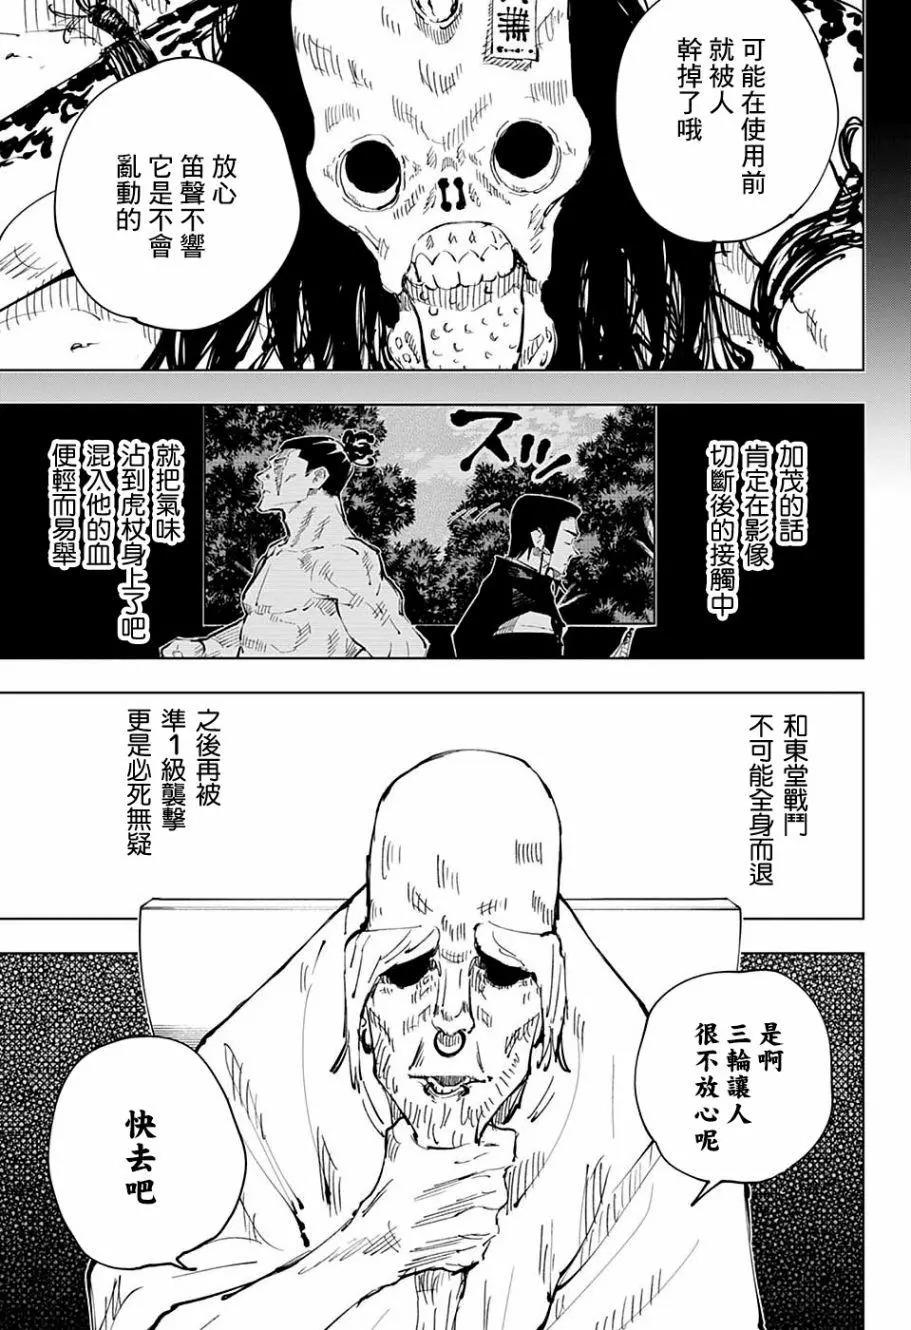 可能在使用前
就被人
幹掉了哦
放心
笛聲不響
它是不會
亂動的
スッ
加茂的話
肯定在影像
切斷後的接觸中
就把氣味
沾到虎杖身上了吧
混入他的血
便輕而易舉
和東堂戰鬥
不可能全身而退
之後再被
準1級襲擊
更是必死無疑
是啊
三輪讓人
很不放心呢
快去吧